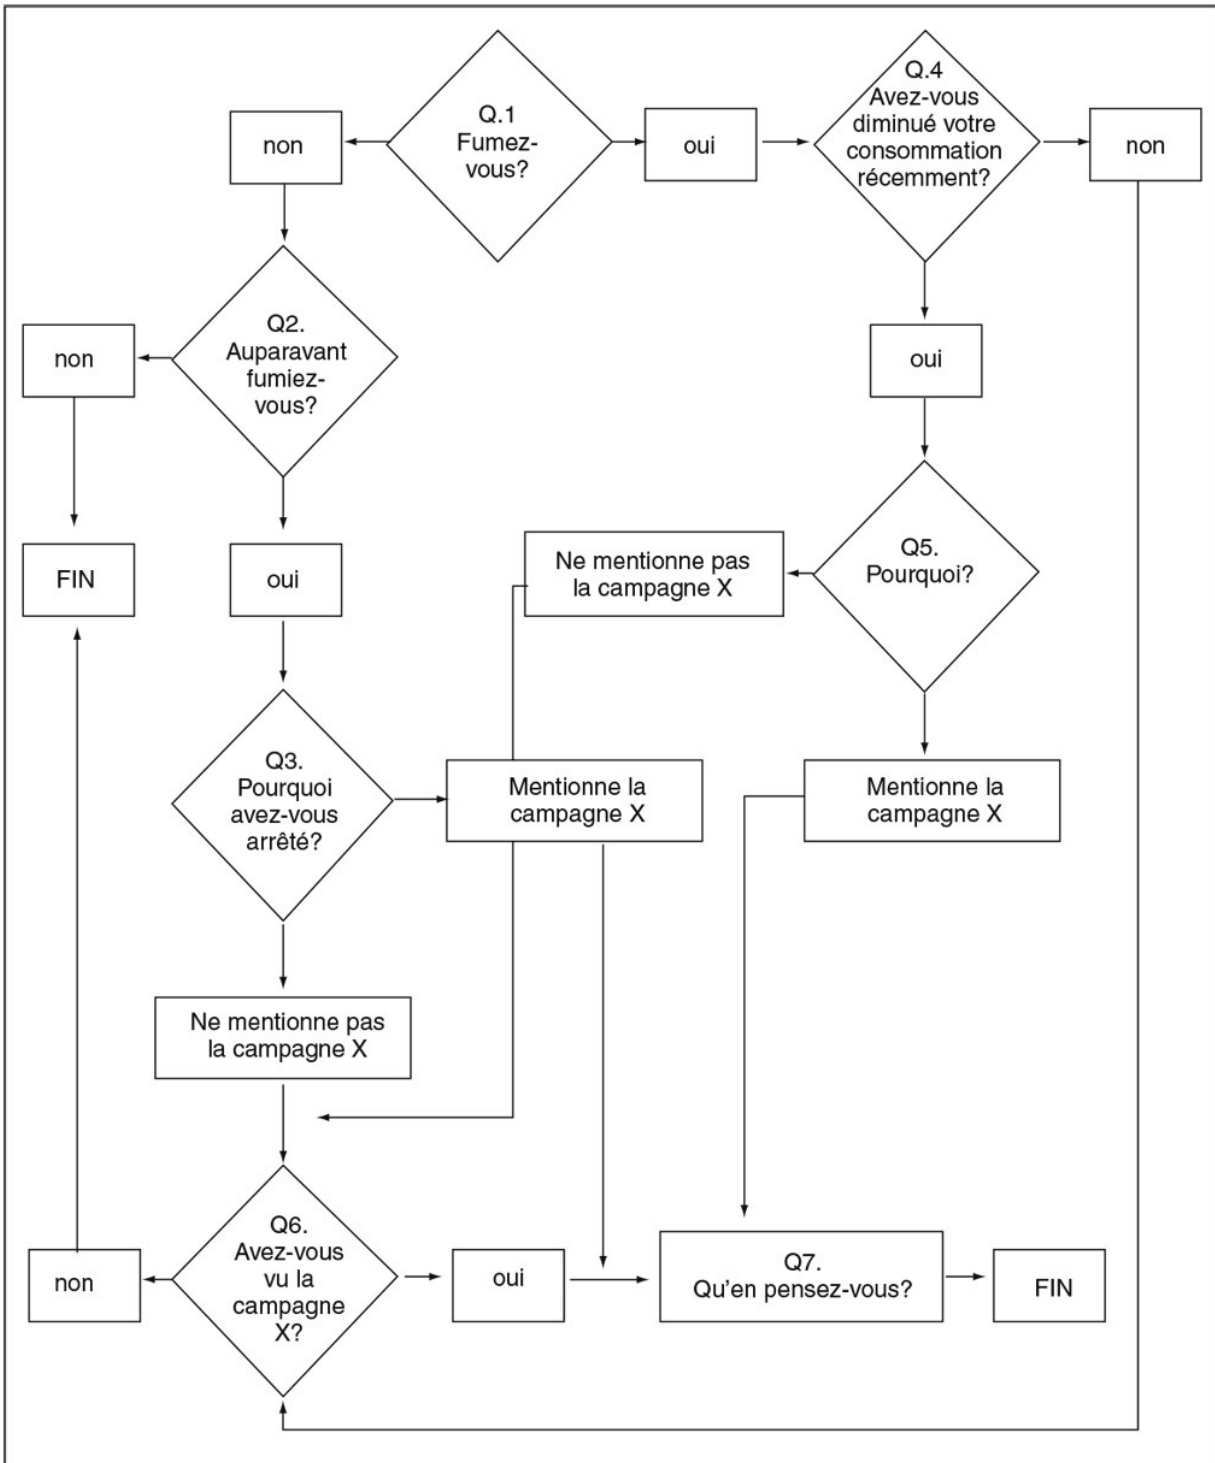 Q.1
Fumez-
vous?
non
oui
Q.4
Avez-vous
diminué votre
consommation
récemment?
non
Q2.
Auparavant
fumiez-
vous?
non
oui
FIN
oui
Q5.
Pourquoi?
Ne mentionne pas
la campagne X
Q3.
Pourquoi
avez-vous
arrêté?
Mentionne la
campagne X
Mentionne la
campagne X
Ne mentionne pas
la campagne X
Q6.
Avez-vous
vu la
campagne
X?
non
oui
Q7.
Qu'en pensez-vous?
FIN